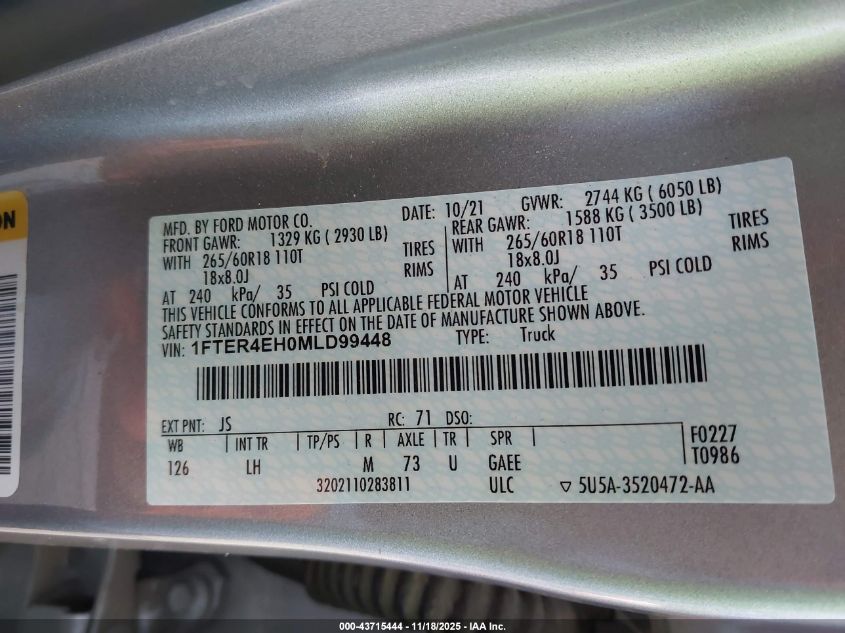 ON
MFD. BY FORD MOTOR CO. DATE: 10/21 GVWR: 2744 KG ( 6050 LB)
FRONT GAWR: 1329 KG ( 2930 LB) REAR GAWR: 1588 KG ( 3500 LB)
WITH 265/60R18 110T TIRES WITH 265/60R18 110T TIRES
18x8.0J RIMS 18x8.0J RIMS
AT 240 kPa/ 35 PSI COLD AT 240 kPa/ 35 PSI COLD
THIS VEHICLE CONFORMS TO ALL APPLICABLE FEDERAL MOTOR VEHICLE
SAFETY STANDARDS IN EFFECT ON THE DATE OF MANUFACTURE SHOWN ABOVE.
VIN: 1FTER4EH0MLD99448 TYPE: Truck
EXT PNT: JS RC: 71 DSO:
WB INT TR TP/PS R AXLE TR SPR F0227
126 LH M 73 U GAEE T0986
3202110283811 ULC ▽ 5U5A-3520472-AA
000-43715444 - 11/18/2025 - IAA Inc.